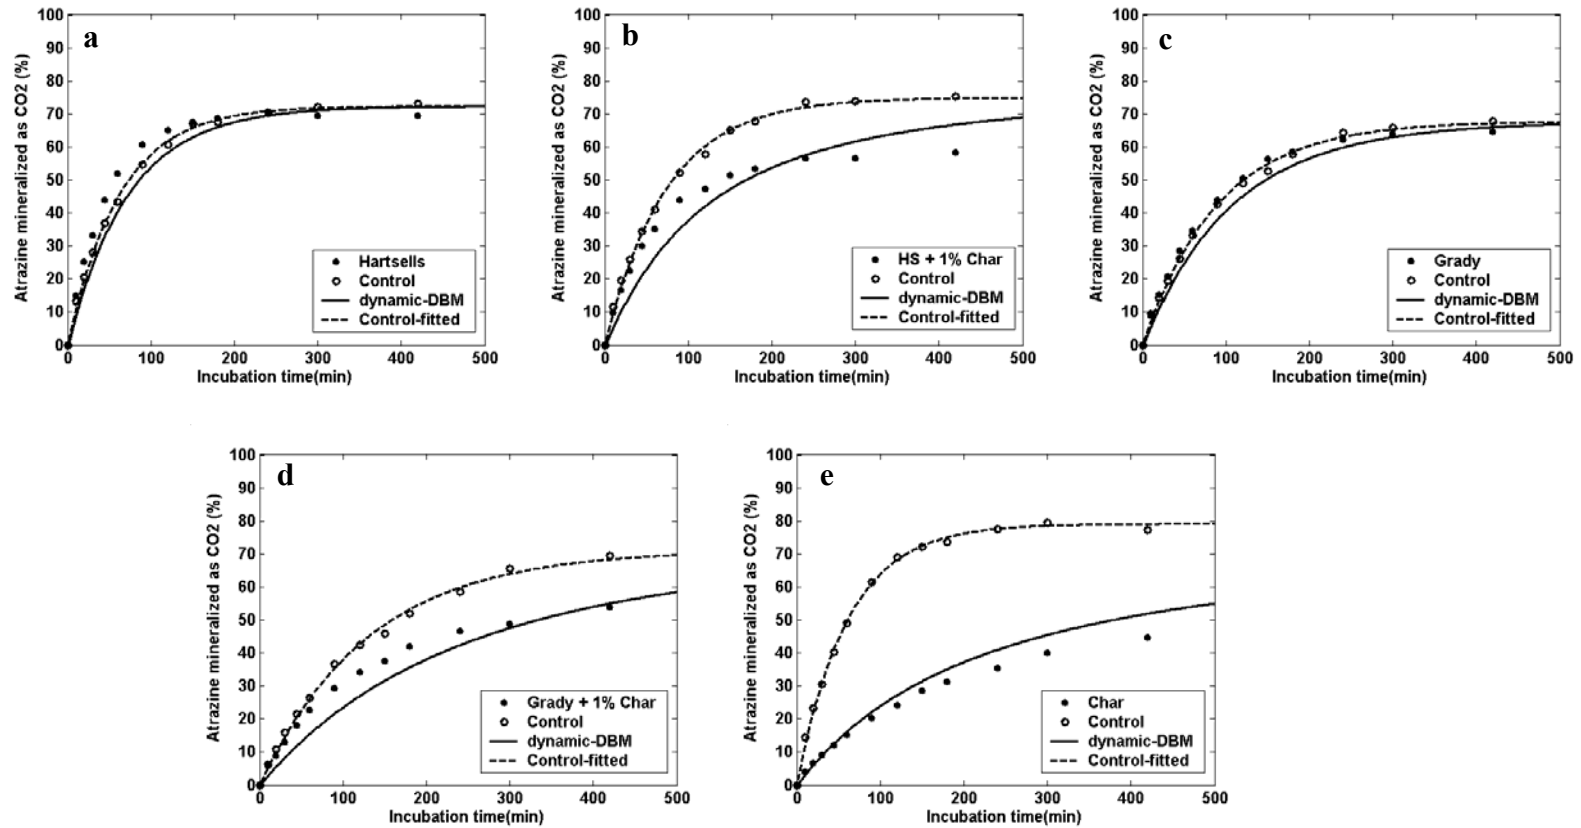 a
Atrazine mineralized as CO2 (%)
100
90
80
70
60
50
40
30
20
10
0
Hartsells
Control
dynamic-DBM
Control-fitted
0 100 200 300 400 500
Incubation time(min)
b
Atrazine mineralized as CO2 (%)
100
90
80
70
60
50
40
30
20
10
0
HS + 1% Char
Control
dynamic-DBM
Control-fitted
0 100 200 300 400 500
Incubation time(min)
c
Atrazine mineralized as CO2 (%)
100
90
80
70
60
50
40
30
20
10
0
Grady
Control
dynamic-DBM
Control-fitted
0 100 200 300 400 500
Incubation time(min)
d
Atrazine mineralized as CO2 (%)
100
90
80
70
60
50
40
30
20
10
0
Grady + 1% Char
Control
dynamic-DBM
Control-fitted
0 100 200 300 400 500
Incubation time(min)
e
Atrazine mineralized as CO2 (%)
100
90
80
70
60
50
40
30
20
10
0
Char
Control
dynamic-DBM
Control-fitted
0 100 200 300 400 500
Incubation time(min)